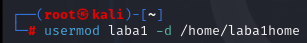 ┌──(root㉿kali)-[~]
└─# usermod laba1 -d /home/laba1home